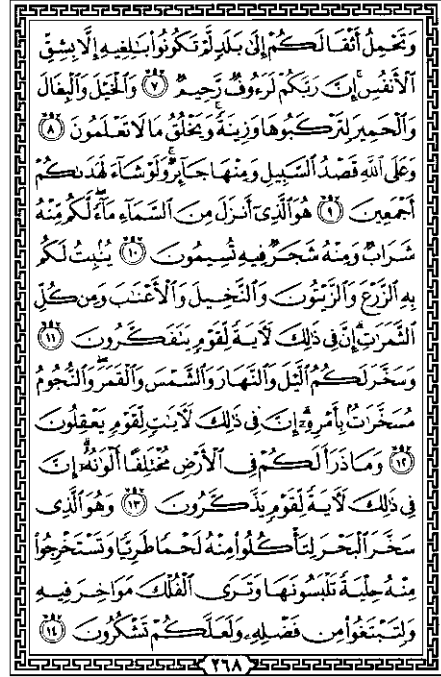 وَتَحْمِلُ أَثْقَالَكُمْ إِلَىٰ بَلَدٍ لَّمْ تَكُونُوا۟ بَـٰلِغِيهِ إِلَّا بِشِقِّ
ٱلْأَنفُسِ ۚ إِنَّ رَبَّكُمْ لَرَءُوفٌ رَّحِيمٌ ٧ وَٱلْخَيْلَ وَٱلْبِغَالَ
وَٱلْحَمِيرَ لِتَرْكَبُوهَا وَزِينَةً ۚ وَيَخْلُقُ مَا لَا تَعْلَمُونَ ٨
وَعَلَى ٱللَّهِ قَصْدُ ٱلسَّبِيلِ وَمِنْهَا جَآئِرٌ ۚ وَلَوْ شَآءَ لَهَدَىٰكُمْ
أَجْمَعِينَ ٩ هُوَ ٱلَّذِىٓ أَنزَلَ مِنَ ٱلسَّمَآءِ مَآءً ۖ لَّكُم مِّنْهُ
شَرَابٌ وَمِنْهُ شَجَرٌ فِيهِ تُسِيمُونَ ١٠ يُنۢبِتُ لَكُم
بِهِ ٱلزَّرْعَ وَٱلزَّيْتُونَ وَٱلنَّخِيلَ وَٱلْأَعْنَـٰبَ وَمِن كُلِّ
ٱلثَّمَرَٰتِ ۗ إِنَّ فِى ذَٰلِكَ لَـَٔايَةً لِّقَوْمٍ يَتَفَكَّرُونَ ١١
وَسَخَّرَ لَكُمُ ٱلَّيْلَ وَٱلنَّهَارَ وَٱلشَّمْسَ وَٱلْقَمَرَ ۖ وَٱلنُّجُومُ
مُسَخَّرَٰتٌۢ بِأَمْرِهِۦٓ ۗ إِنَّ فِى ذَٰلِكَ لَـَٔايَـٰتٍ لِّقَوْمٍ يَعْقِلُونَ
١٢ وَمَا ذَرَأَ لَكُمْ فِى ٱلْأَرْضِ مُخْتَلِفًا أَلْوَٰنُهُۥٓ ۗ إِنَّ
فِى ذَٰلِكَ لَـَٔايَةً لِّقَوْمٍ يَذَّكَّرُونَ ١٣ وَهُوَ ٱلَّذِى
سَخَّرَ ٱلْبَحْرَ لِتَأْكُلُوا۟ مِنْهُ لَحْمًا طَرِيًّا وَتَسْتَخْرِجُوا۟
مِنْهُ حِلْيَةً تَلْبَسُونَهَا وَتَرَى ٱلْفُلْكَ مَوَاخِرَ فِيهِ
وَلِتَبْتَغُوا۟ مِن فَضْلِهِۦ وَلَعَلَّكُمْ تَشْكُرُونَ ١٤
٢٦٨